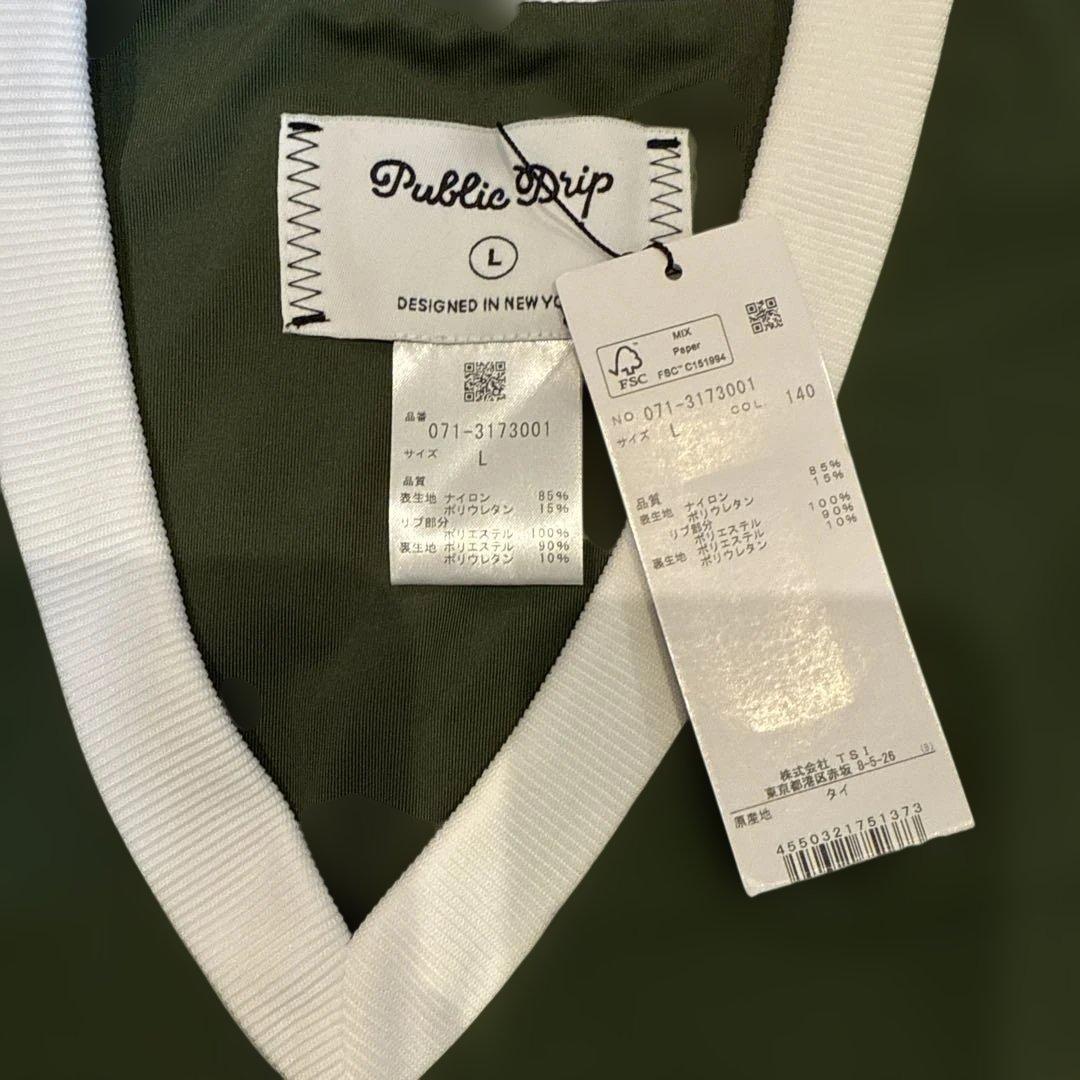 Public Drip
L
DESIGNED IN NEW
品番
071-3173001
サイズ
L
品質
表生地 ナイロン 85%
ポリウレタン 15%
リブ部分
ポリエステル 100%
裏生地 ポリエステル 90%
ポリウレタン 10%
MIX
Paper
FSC™ C151994
FSC
NO 071-3173001 COL. 140
サイズ L
品質
表生地 ナイロン 85%
ポリウレタン 15%
リブ部分
ポリエステル 100%
裏生地 ポリエステル 90%
ポリウレタン 10%
株式会社 TSI
東京都港区赤坂 8-5-26 (B)
原産地 タイ
4550321751373